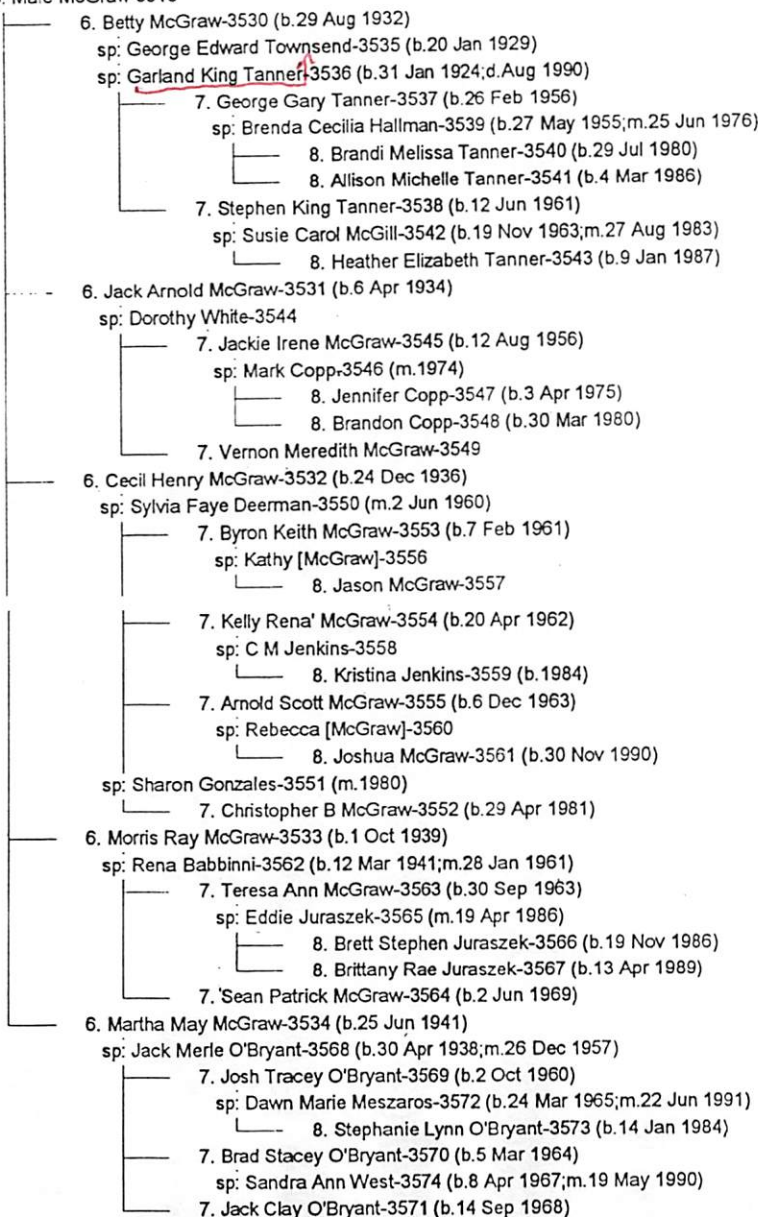 6. Betty McGraw-3530 (b.29 Aug 1932)
sp: George Edward Townsend-3535 (b.20 Jan 1929)
sp: Garland King Tanner-3536 (b.31 Jan 1924;d.Aug 1990)
7. George Gary Tanner-3537 (b.26 Feb 1956)
sp: Brenda Cecilia Hallman-3539 (b.27 May 1955;m.25 Jun 1976)
8. Brandi Melissa Tanner-3540 (b.29 Jul 1980)
8. Allison Michelle Tanner-3541 (b.4 Mar 1986)
7. Stephen King Tanner-3538 (b.12 Jun 1961)
sp: Susie Carol McGill-3542 (b.19 Nov 1963;m.27 Aug 1983)
8. Heather Elizabeth Tanner-3543 (b.9 Jan 1987)
6. Jack Arnold McGraw-3531 (b.6 Apr 1934)
sp: Dorothy White-3544
7. Jackie Irene McGraw-3545 (b.12 Aug 1956)
sp: Mark Copp-3546 (m.1974)
8. Jennifer Copp-3547 (b.3 Apr 1975)
8. Brandon Copp-3548 (b.30 Mar 1980)
7. Vernon Meredith McGraw-3549
6. Cecil Henry McGraw-3532 (b.24 Dec 1936)
sp: Sylvia Faye Deerman-3550 (m.2 Jun 1960)
7. Byron Keith McGraw-3553 (b.7 Feb 1961)
sp: Kathy [McGraw]-3556
8. Jason McGraw-3557
7. Kelly Rena' McGraw-3554 (b.20 Apr 1962)
sp: C M Jenkins-3558
8. Kristina Jenkins-3559 (b.1984)
7. Arnold Scott McGraw-3555 (b.6 Dec 1963)
sp: Rebecca [McGraw]-3560
8. Joshua McGraw-3561 (b.30 Nov 1990)
sp: Sharon Gonzales-3551 (m.1980)
7. Christopher B McGraw-3552 (b.29 Apr 1981)
6. Morris Ray McGraw-3533 (b.1 Oct 1939)
sp: Rena Babbinni-3562 (b.12 Mar 1941;m.28 Jan 1961)
7. Teresa Ann McGraw-3563 (b.30 Sep 1963)
sp: Eddie Juraszek-3565 (m.19 Apr 1986)
8. Brett Stephen Juraszek-3566 (b.19 Nov 1986)
8. Brittany Rae Juraszek-3567 (b.13 Apr 1989)
7. Sean Patrick McGraw-3564 (b.2 Jun 1969)
6. Martha May McGraw-3534 (b.25 Jun 1941)
sp: Jack Merle O'Bryant-3568 (b.30 Apr 1938;m.26 Dec 1957)
7. Josh Tracey O'Bryant-3569 (b.2 Oct 1960)
sp: Dawn Marie Meszaros-3572 (b.24 Mar 1965;m.22 Jun 1991)
8. Stephanie Lynn O'Bryant-3573 (b.14 Jan 1984)
7. Brad Stacey O'Bryant-3570 (b.5 Mar 1964)
sp: Sandra Ann West-3574 (b.8 Apr 1967;m.19 May 1990)
7. Jack Clay O'Bryant-3571 (b.14 Sep 1968)